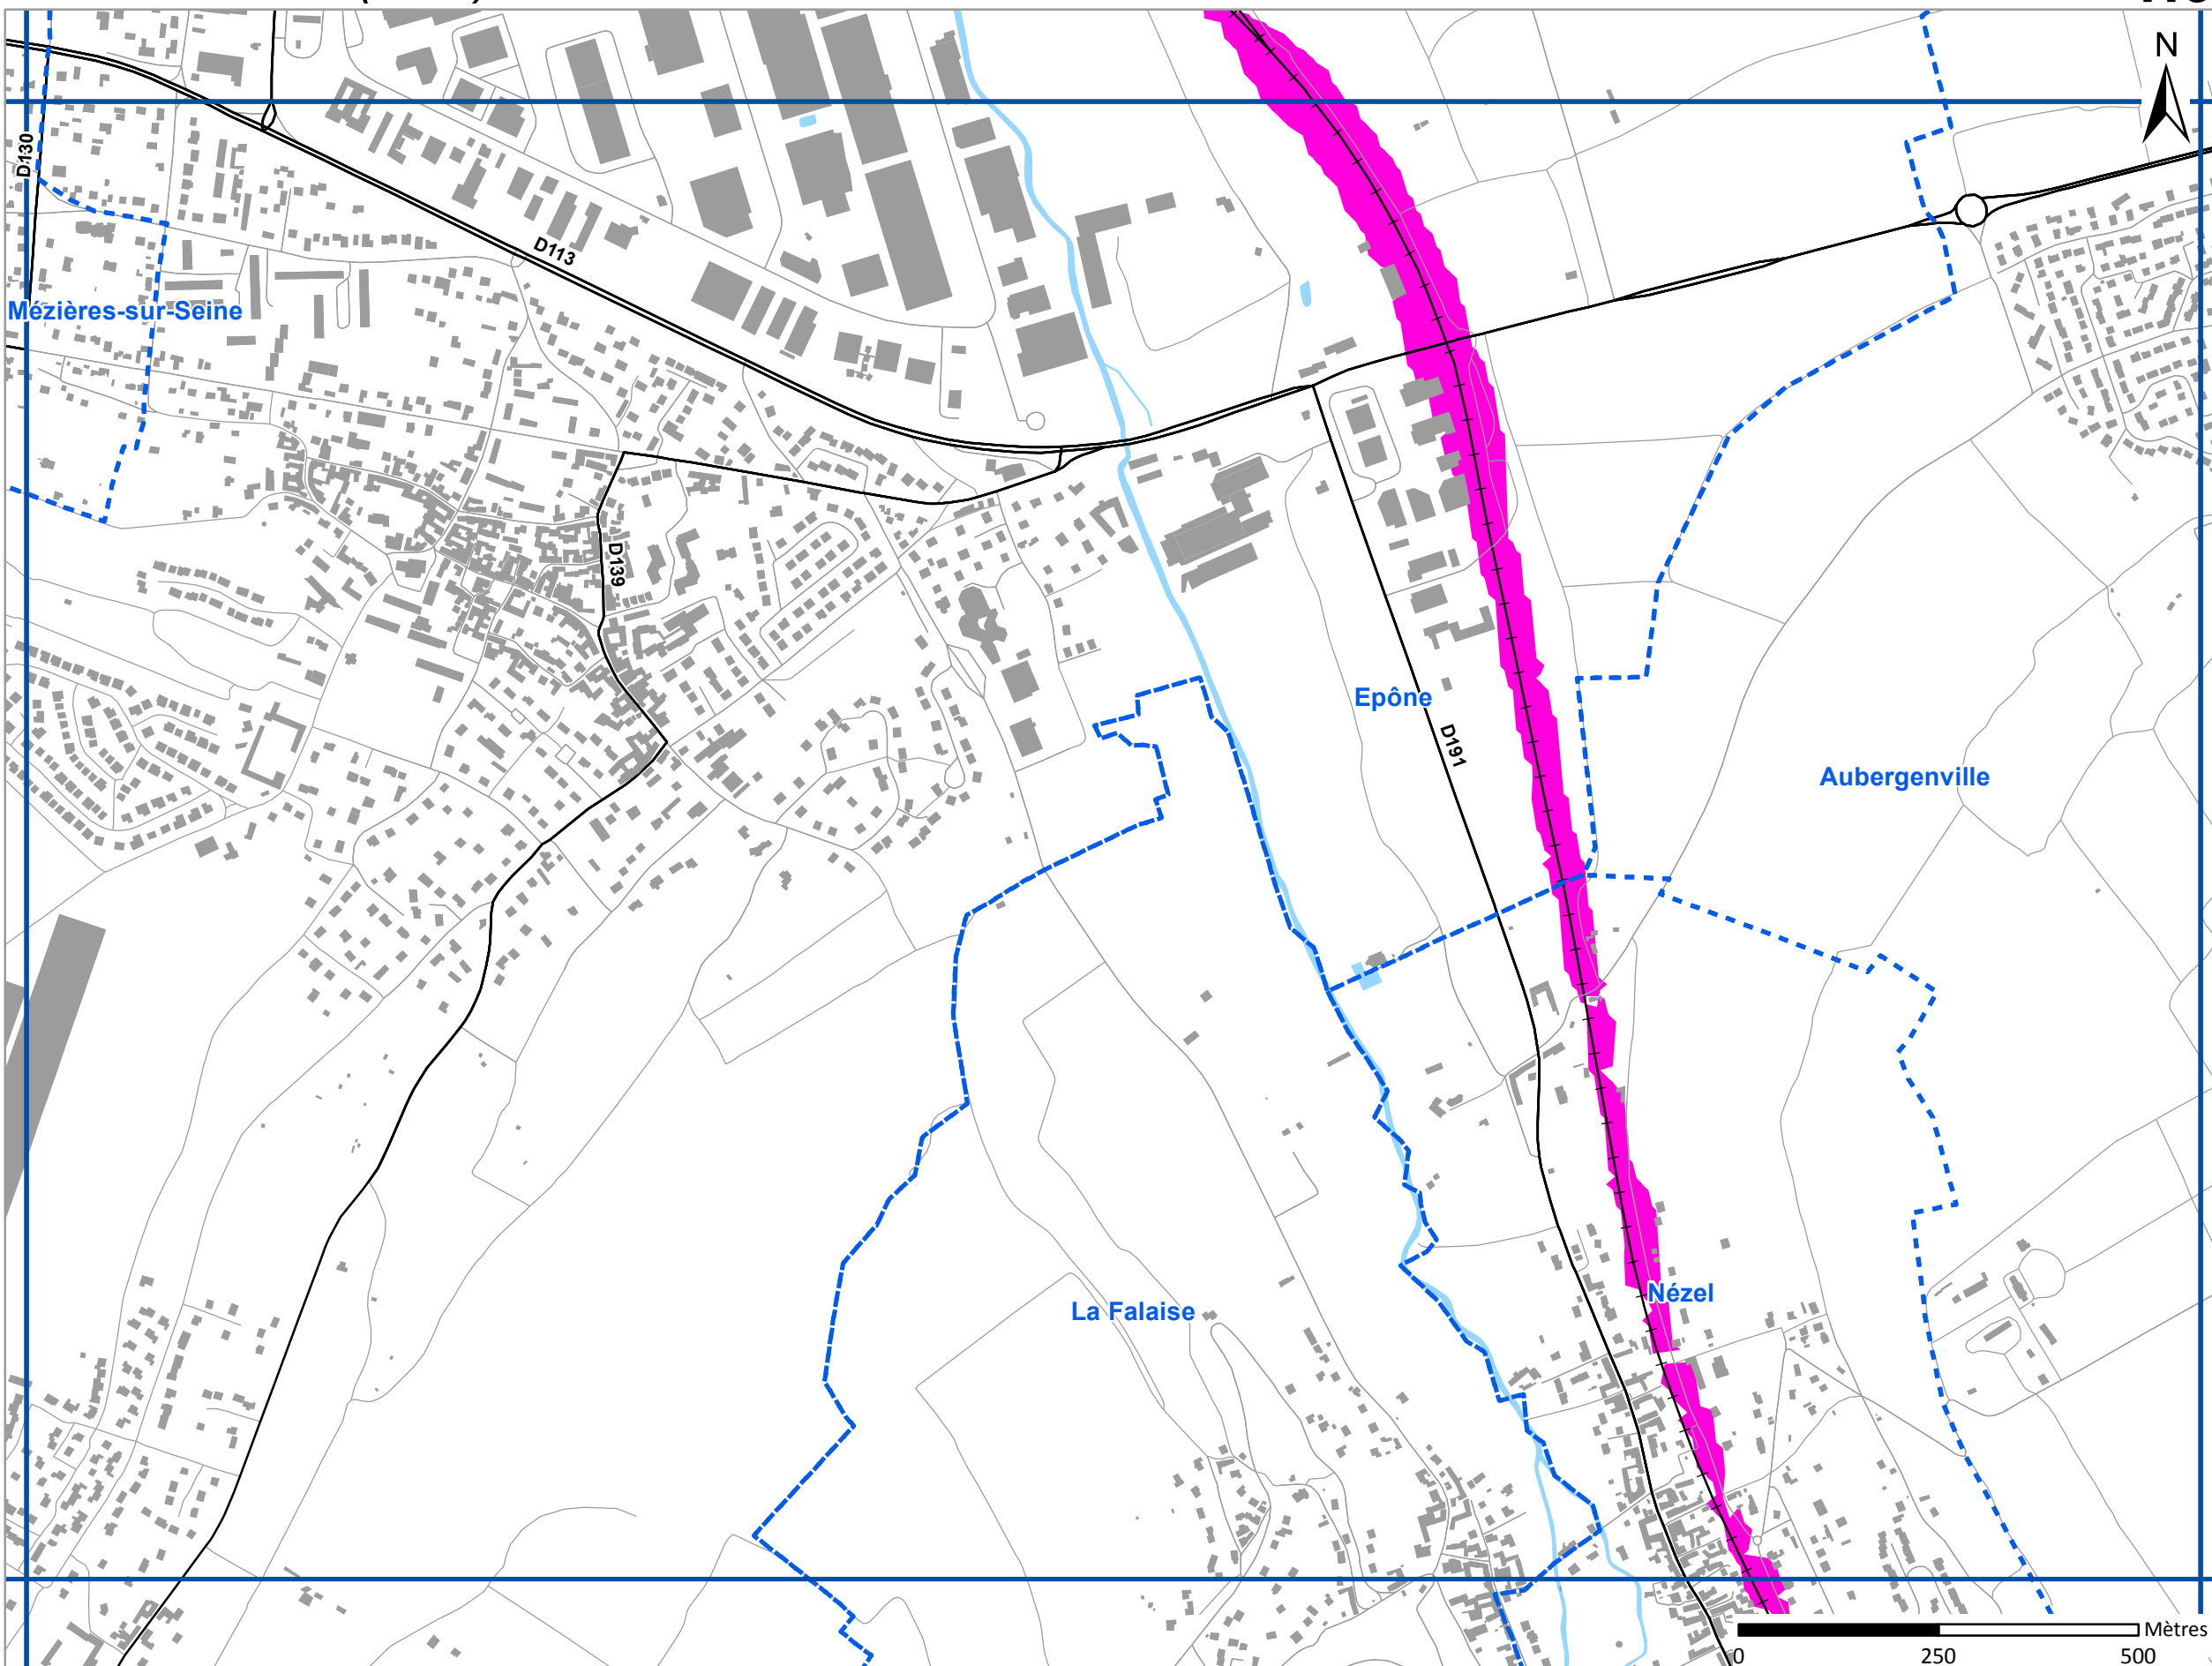 N
D130
D113
Mézières-sur-Seine
D139
Epône
D191
Aubergenville
Nézel
La Falaise
Mètres
0 250 500